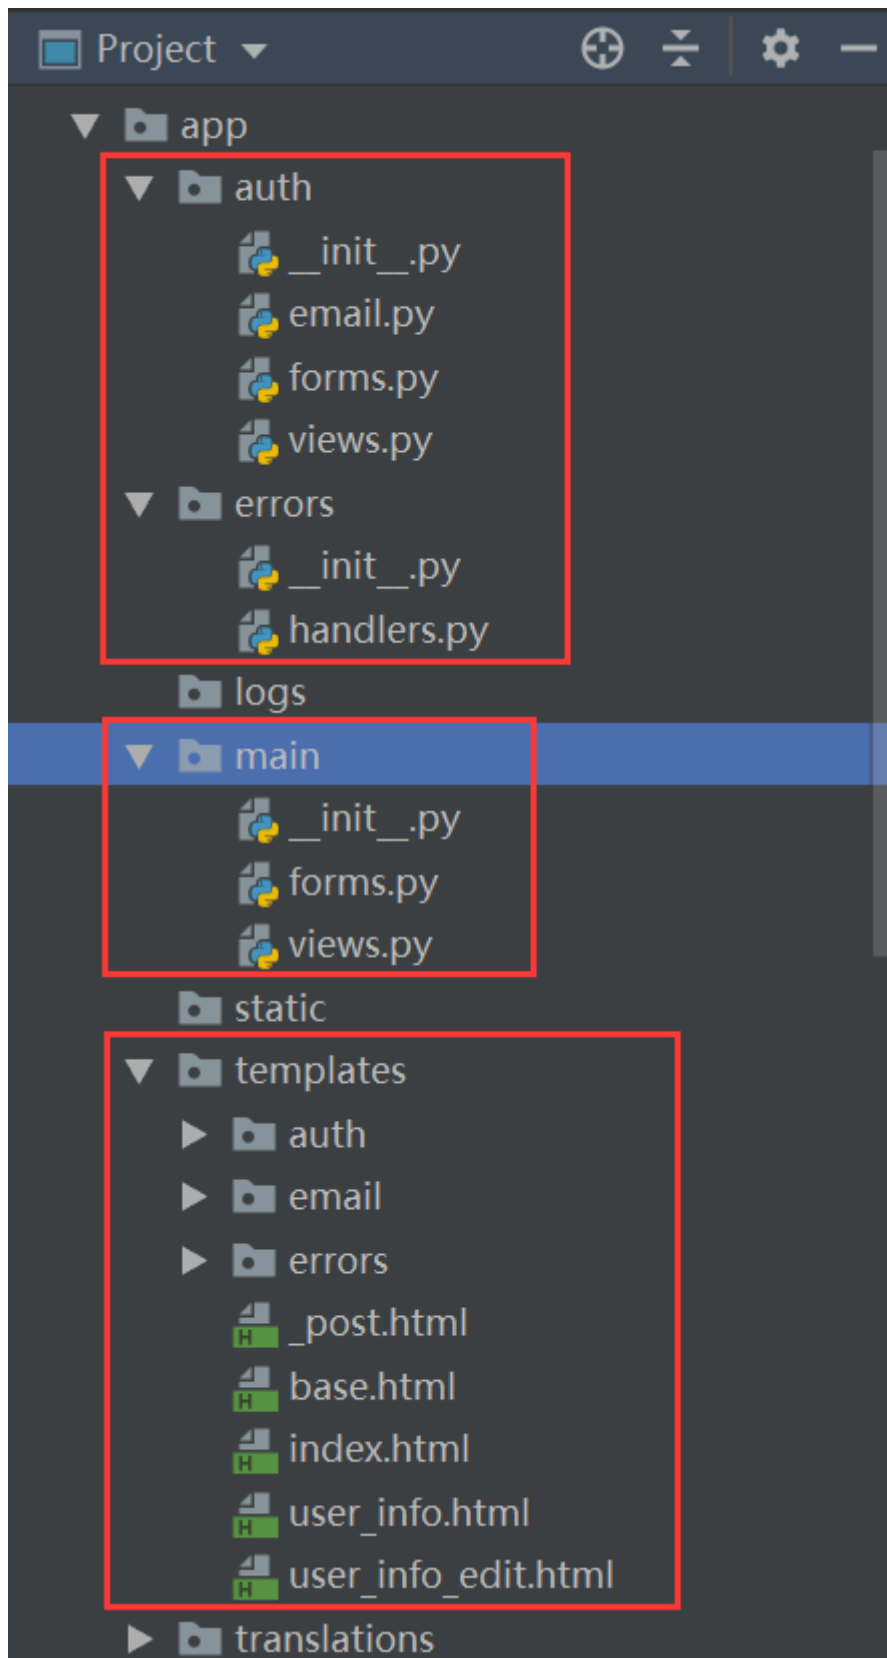 Project
app
auth
__init__.py
email.py
forms.py
views.py
errors
__init__.py
handlers.py
logs
main
__init__.py
forms.py
views.py
static
templates
auth
email
errors
H _post.html
H base.html
H index.html
H user_info.html
H user_info_edit.html
translations